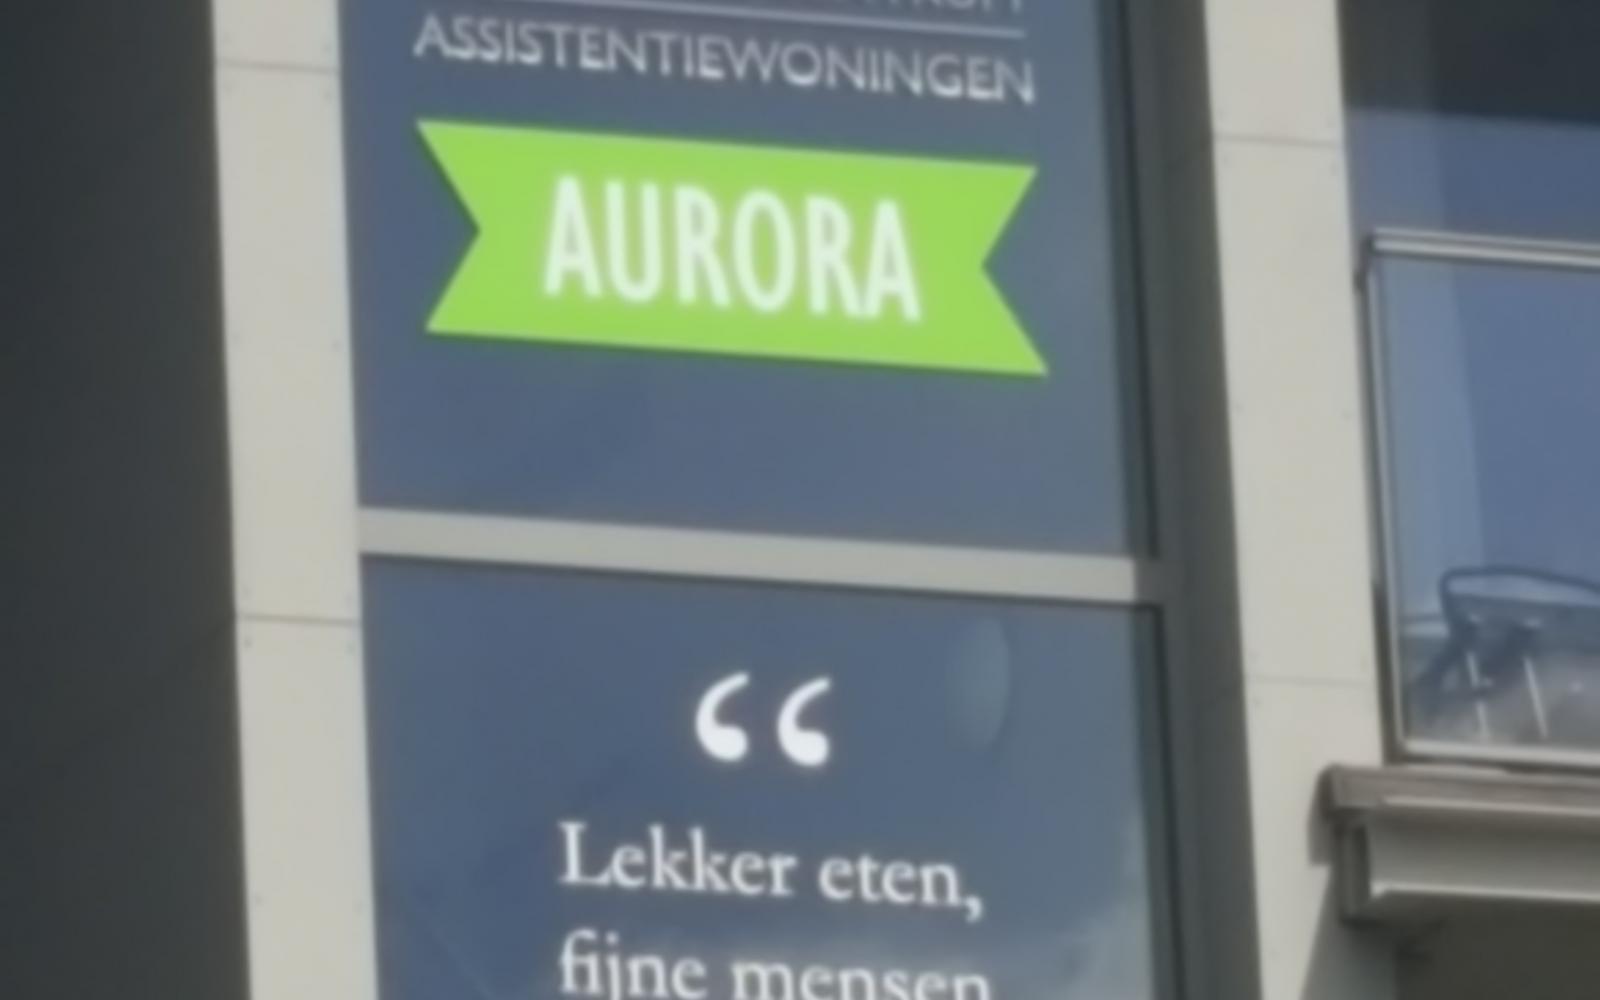 ASSISTENTIEWONINGEN
AURORA
“
Lekker eten,
fijne mensen